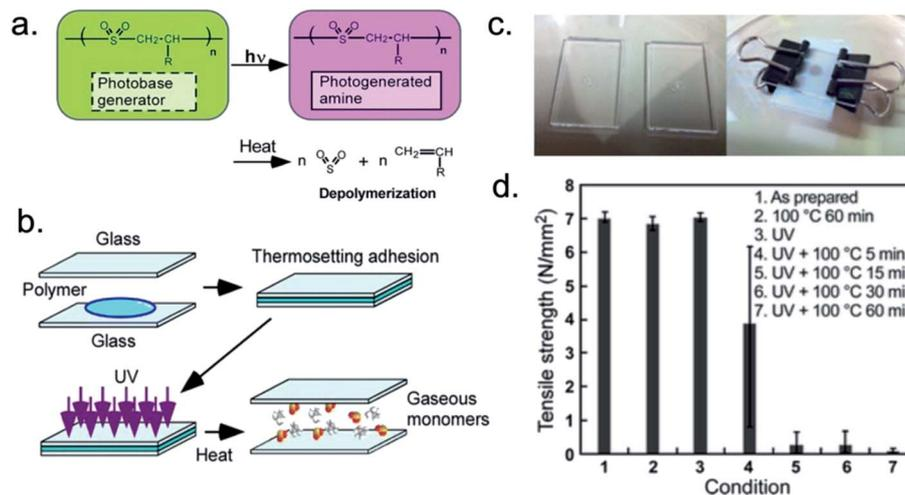 a.
O O
S
CH₂-CH
R
n
Photobase
generator
hν
O O
S
CH₂-CH
R
n
Photogenerated
amine
Heat
n
O O
S
+ n
CH₂=CH
R
Depolymerization
b.
Glass
Polymer
Glass
Thermosetting adhesion
UV
Heat
Gaseous
monomers
c.
d.
Tensile strength (N/mm²)
8
7
6
5
4
3
2
1
0
1. As prepared
2. 100 °C 60 min
3. UV
4. UV + 100 °C 5 min
5. UV + 100 °C 15 mi
6. UV + 100 °C 30 mi
7. UV + 100 °C 60 mi
1 2 3 4 5 6 7
Condition